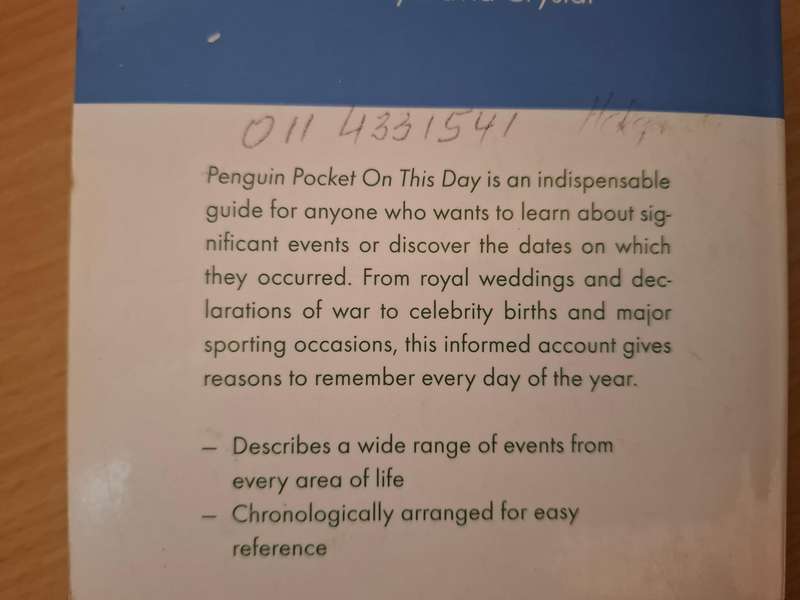 Crystal
011 4331541
Penguin Pocket On This Day is an indispensable
guide for anyone who wants to learn about sig-
nificant events or discover the dates on which
they occurred. From royal weddings and dec-
larations of war to celebrity births and major
sporting occasions, this informed account gives
reasons to remember every day of the year.
– Describes a wide range of events from
every area of life
– Chronologically arranged for easy
reference